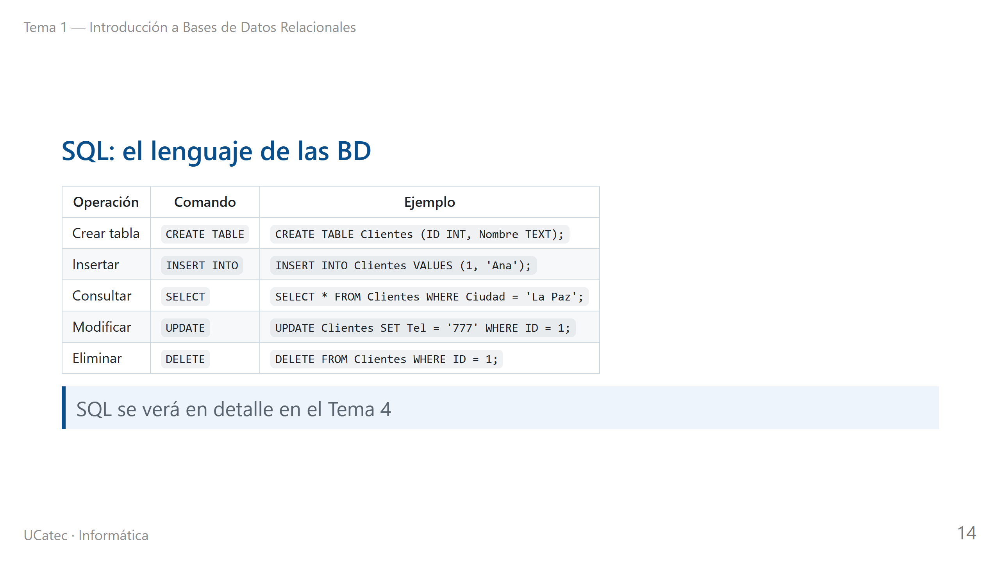 Tema 1 — Introducción a Bases de Datos Relacionales
SQL: el lenguaje de las BD
Operación Comando Ejemplo
Crear tabla CREATE TABLE CREATE TABLE Clientes (ID INT, Nombre TEXT);
Insertar INSERT INTO INSERT INTO Clientes VALUES (1, 'Ana');
Consultar SELECT SELECT * FROM Clientes WHERE Ciudad = 'La Paz';
Modificar UPDATE UPDATE Clientes SET Tel = '777' WHERE ID = 1;
Eliminar DELETE DELETE FROM Clientes WHERE ID = 1;
SQL se verá en detalle en el Tema 4
UCatec · Informática
14